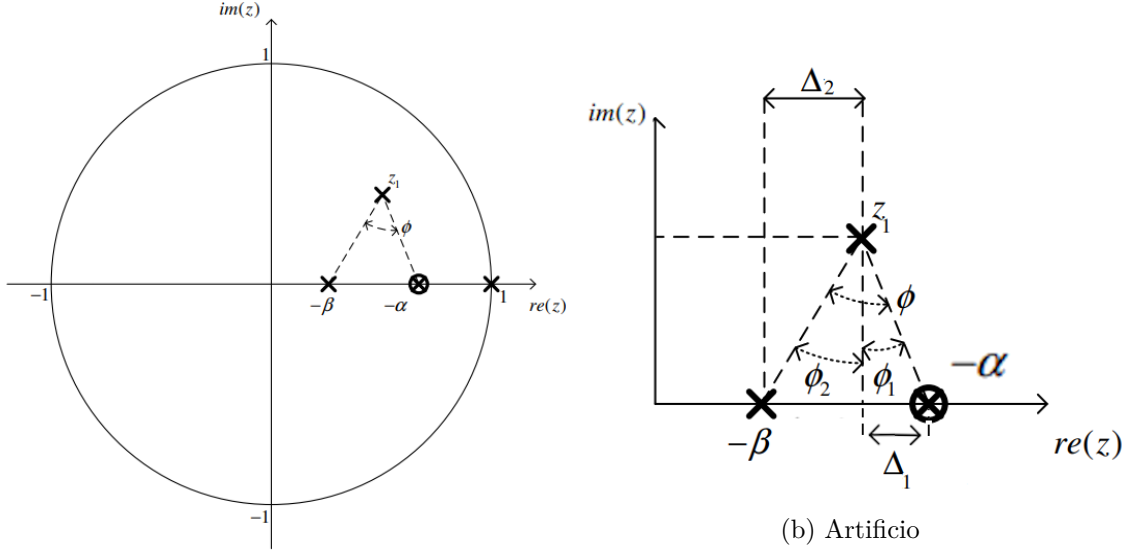 im(z)
1
z₁
ϕ
−1
−β
−α
1
re(z)
−1
Δ₂
im(z)
z₁
ϕ
ϕ₂
ϕ₁
−α
−β
Δ₁
re(z)
(b) Artificio